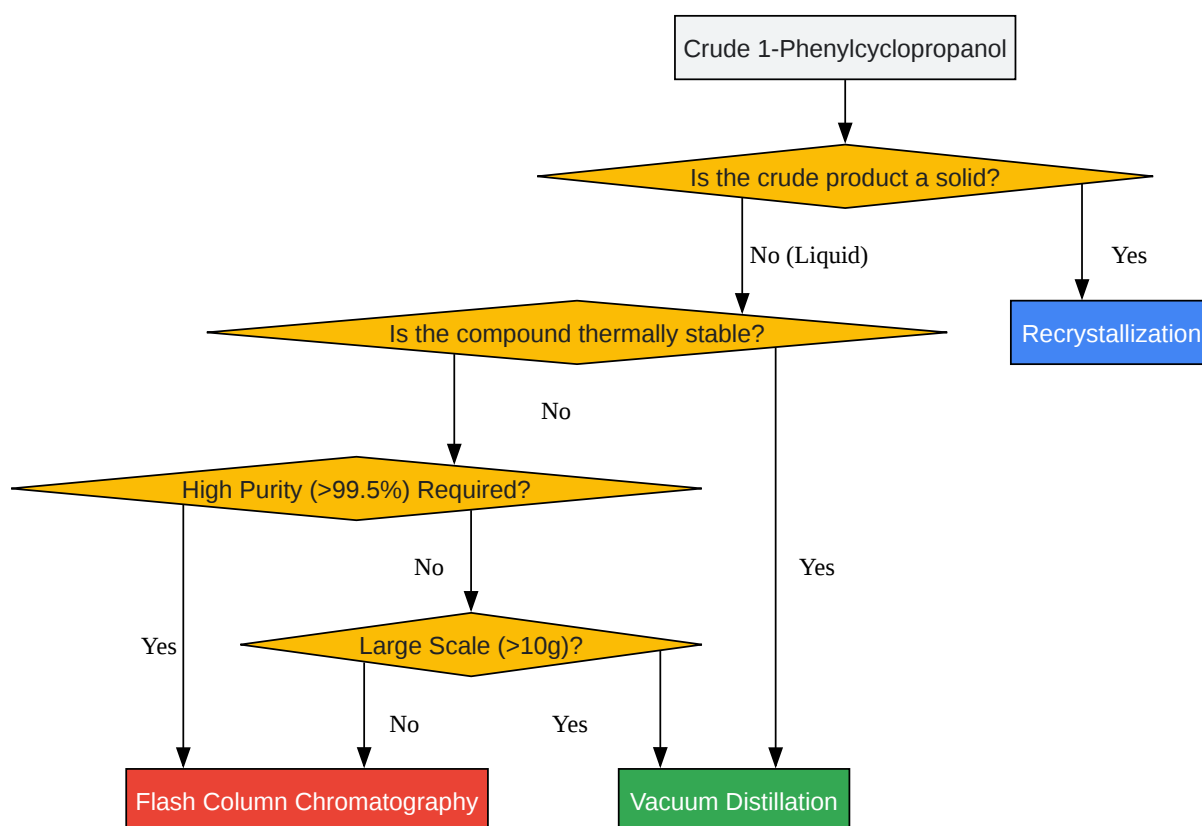 Crude 1-Phenylcyclopropanol
Is the crude product a solid?
No (Liquid)
Yes
Is the compound thermally stable?
Recrystallization
No
High Purity (>99.5%) Required?
No
Yes
Yes
Large Scale (>10g)?
No
Yes
Flash Column Chromatography
Vacuum Distillation